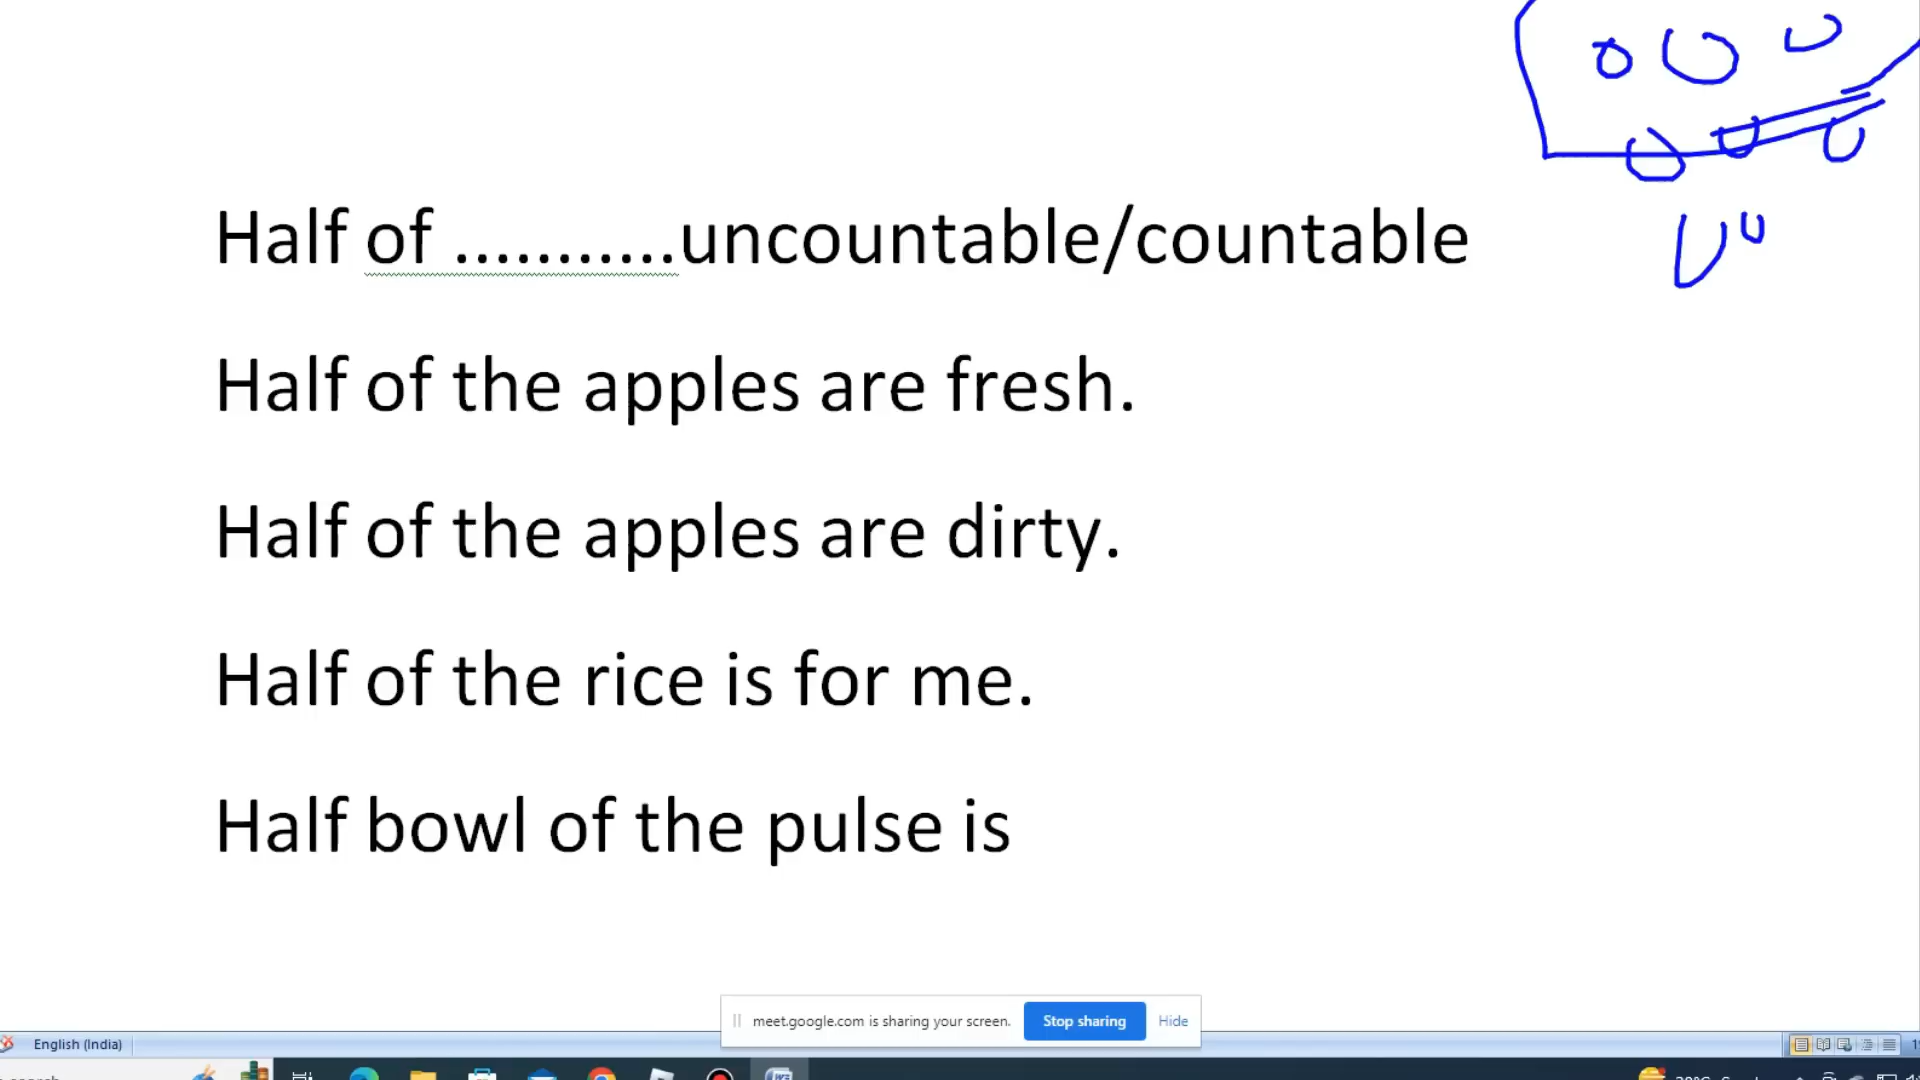 Half of ...........uncountable/countable
Half of the apples are fresh.
Half of the apples are dirty.
Half of the rice is for me.
Half bowl of the pulse is
meet.google.com is sharing your screen. Stop sharing Hide
English (India)